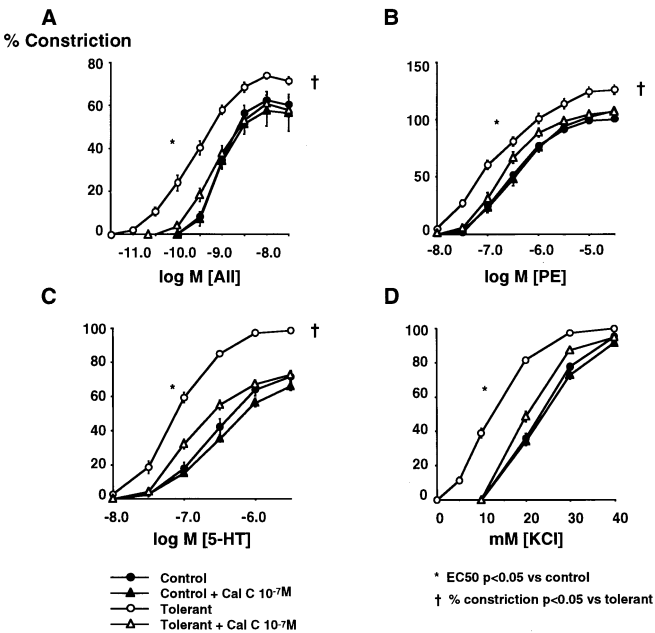 A
% Constriction
80
60
40
20
0
*
†
-11.0 -10.0 -9.0 -8.0
log M [AII]
B
150
100
50
0
*
†
-8.0 -7.0 -6.0 -5.0
log M [PE]
C
100
80
60
40
20
0
*
†
-8.0 -7.0 -6.0
log M [5-HT]
D
100
80
60
40
20
0
*
0 10 20 30 40
mM [KCl]
Control
Control + Cal C 10-7M
Tolerant
Tolerant + Cal C 10-7M
* EC50 p<0.05 vs control
† % constriction p<0.05 vs tolerant